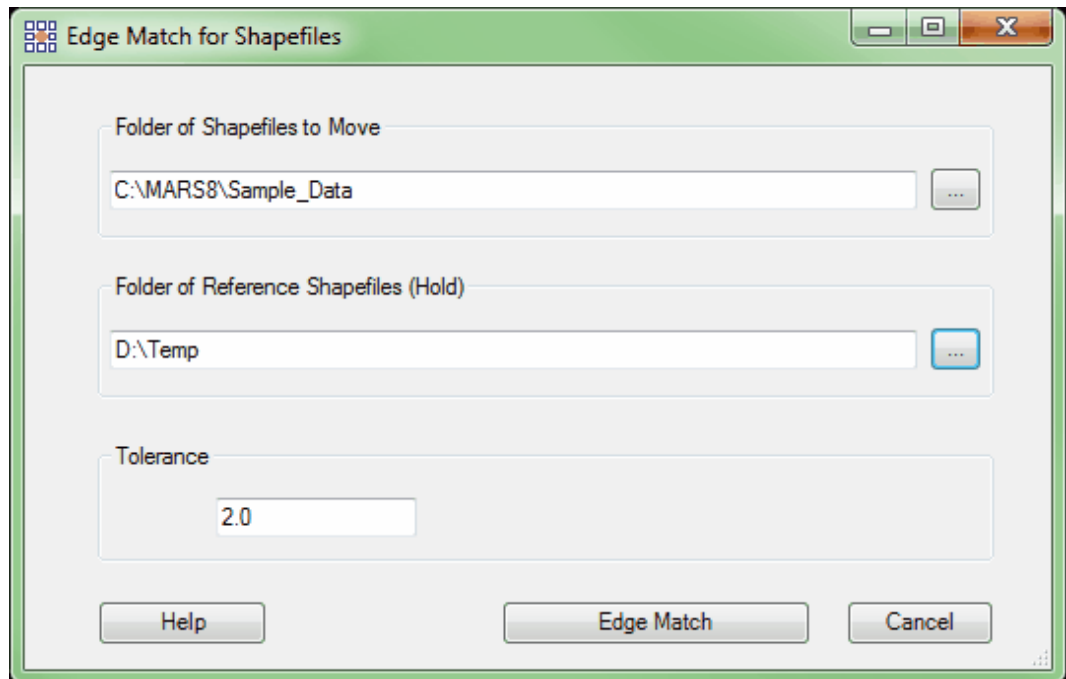 Edge Match for Shapefiles
Folder of Shapefiles to Move
C:\MARS8\Sample_Data
...
Folder of Reference Shapefiles (Hold)
D:\Temp
...
Tolerance
2.0
Help
Edge Match
Cancel